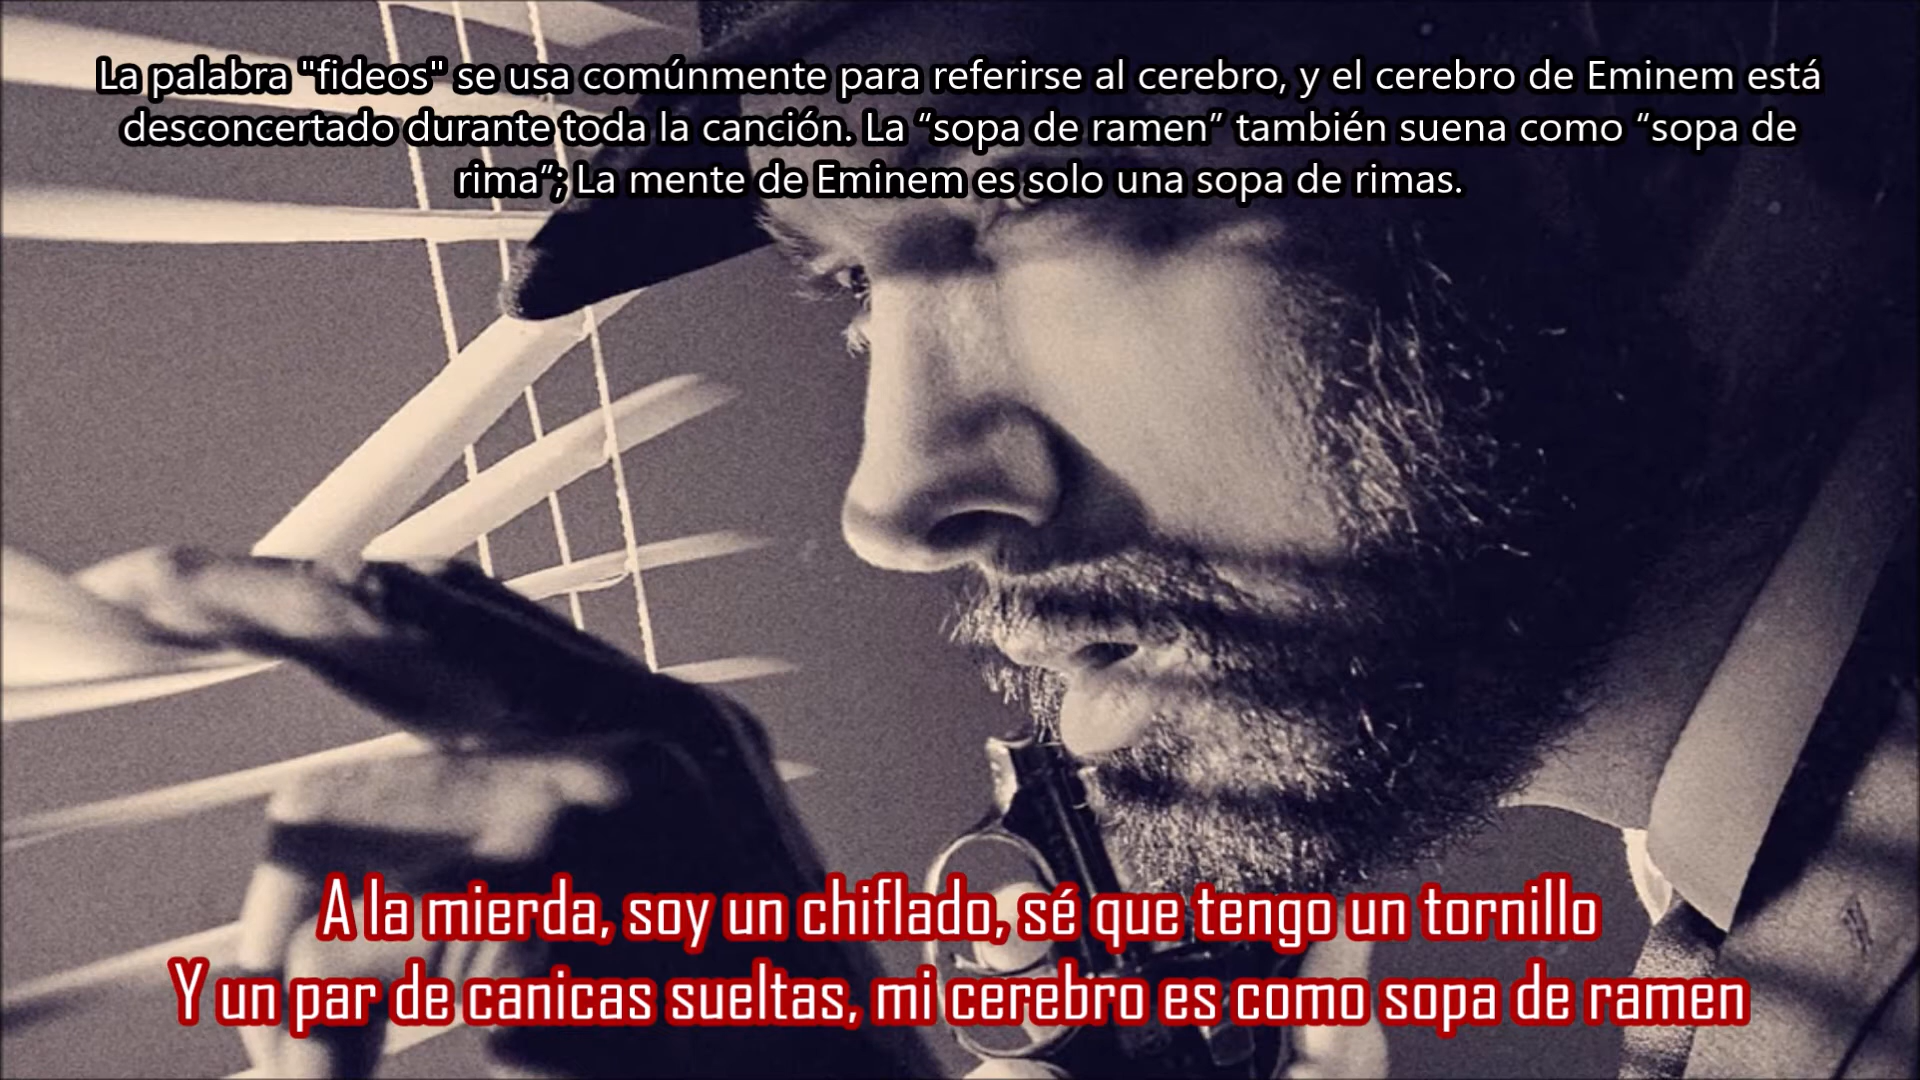 La palabra "fideos" se usa comúnmente para referirse al cerebro, y el cerebro de Eminem está
desconcertado durante toda la canción. La “sopa de ramen” también suena como “sopa de
rima”; La mente de Eminem es solo una sopa de rimas.
A la mierda, soy un chiflado, sé que tengo un tornillo
Y un par de canicas sueltas, mi cerebro es como sopa de ramen